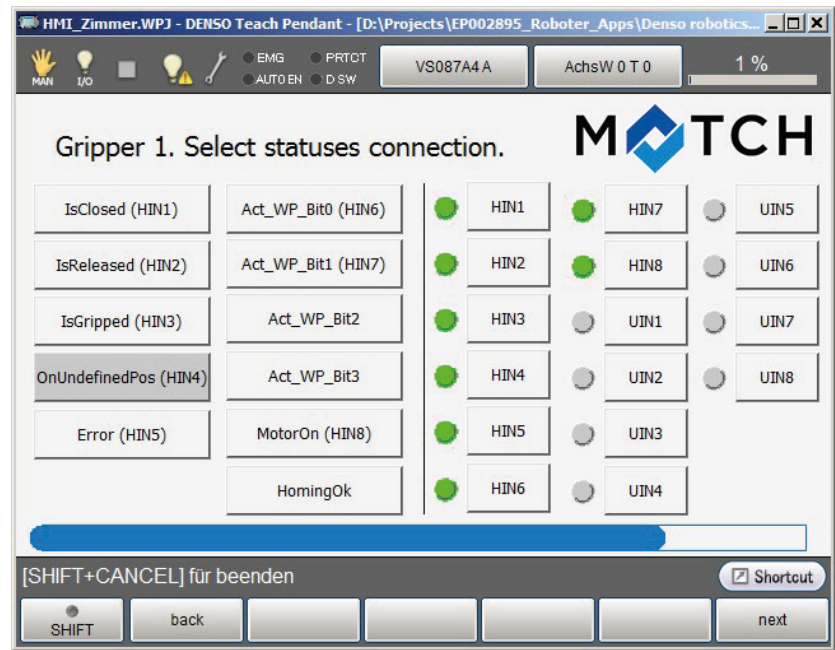 HMI_Zimmer.WPJ - DENSO Teach Pendant - [D:\Projects\EP002895_Roboter_Apps\Denso robotics...
MAN
I/O
EMG PRTCT
AUTO EN D SW
VS087A4 A
AchsW 0 T 0
1 %
Gripper 1. Select statuses connection.
MATCH
IsClosed (HIN1) Act_WP_Bit0 (HIN6) HIN1 HIN7 UIN5
IsReleased (HIN2) Act_WP_Bit1 (HIN7) HIN2 HIN8 UIN6
IsGripped (HIN3) Act_WP_Bit2 HIN3 UIN1 UIN7
OnUndefinedPos (HIN4) Act_WP_Bit3 HIN4 UIN2 UIN8
Error (HIN5) MotorOn (HIN8) HIN5 UIN3
HomingOk HIN6 UIN4
[SHIFT+CANCEL] für beenden
Shortcut
SHIFT back next